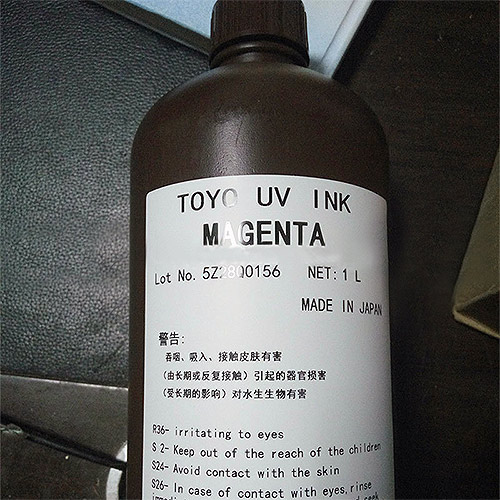 TOYO UV INK
MAGENTA
Lot No. 5Z2800156 NET: 1 L
MADE IN JAPAN
警告:
吞咽、吸入、接触皮肤有害
(由长期或反复接触) 引起的器官损害
(受长期的影响) 对水生生物有害
R36- irritating to eyes
S 2- Keep out of the reach of the children
S24- Avoid contact with the skin
S26- In case of contact with eyes, rinse